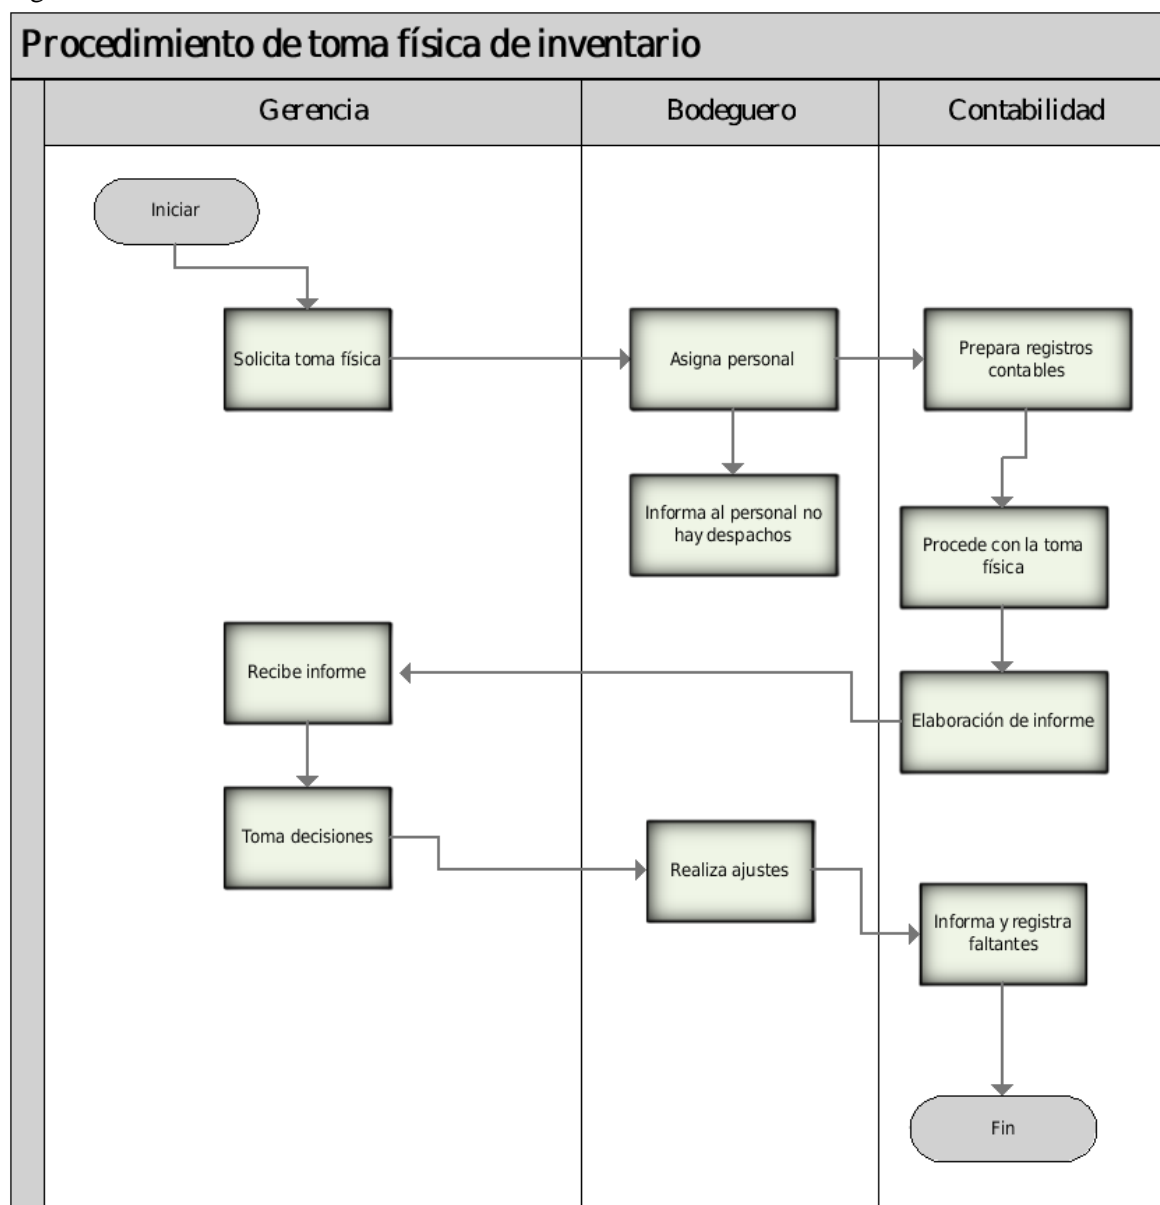 Procedimiento de toma física de inventario
Gerencia
Bodeguero
Contabilidad
Iniciar
Solicita toma física
Asigna personal
Prepara registros
contables
Informa al personal no
hay despachos
Procede con la toma
física
Recibe informe
Elaboración de informe
Toma decisiones
Realiza ajustes
Informa y registra
faltantes
Fin